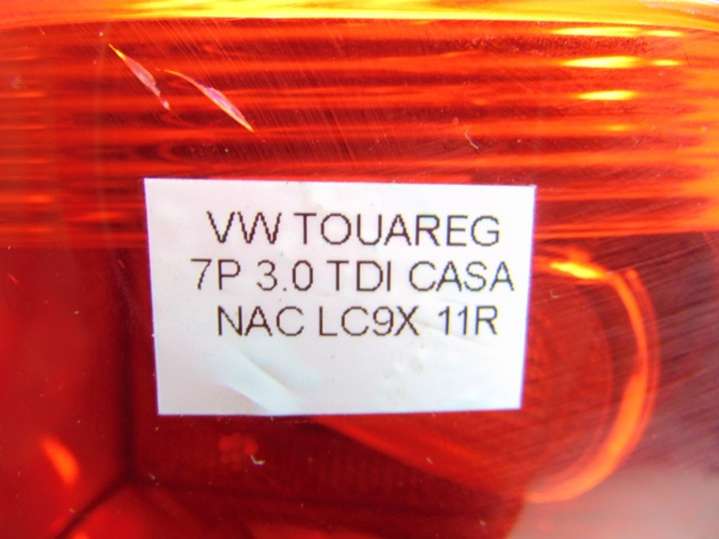 VW TOUAREG
7P 3.0 TDI CASA
NAC LC9X 11R